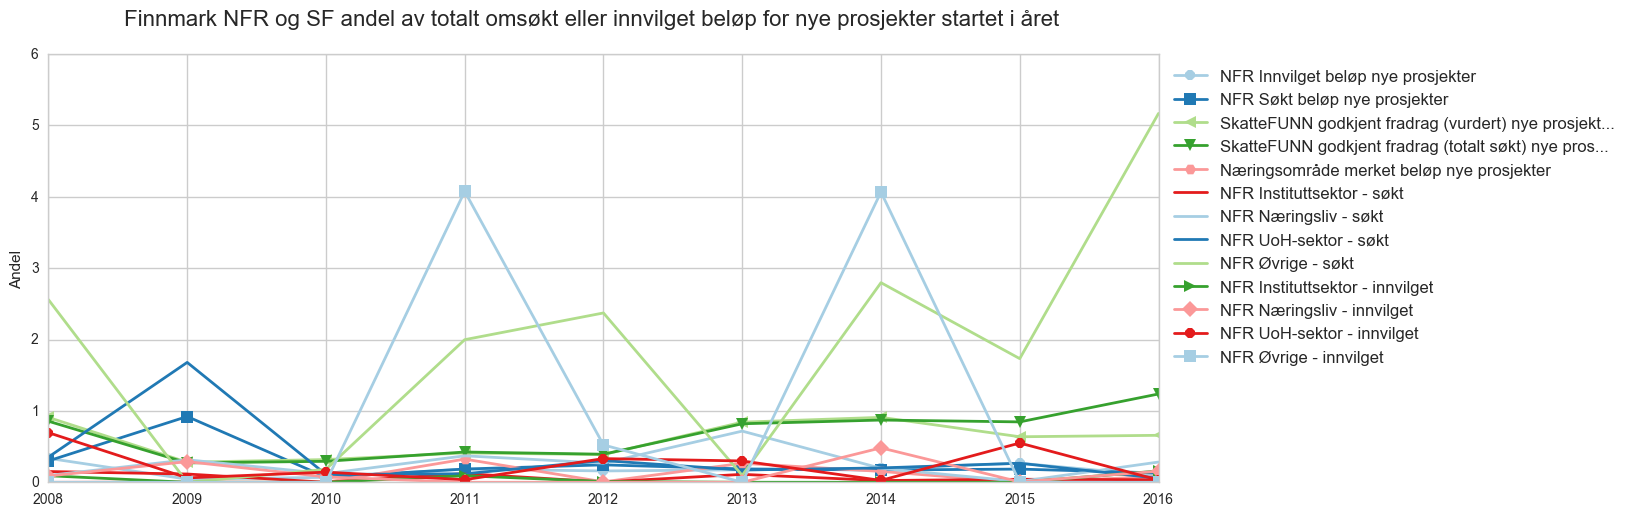 Finnmark NFR og SF andel av totalt omsøkt eller innvilget beløp for nye prosjekter startet i året
6
5
4
3
2
1
0
Andel
2008 2009 2010 2011 2012 2013 2014 2015 2016
NFR Innvilget beløp nye prosjekter
NFR Søkt beløp nye prosjekter
SkatteFUNN godkjent fradrag (vurdert) nye prosjekt...
SkatteFUNN godkjent fradrag (totalt søkt) nye pros...
Næringsområde merket beløp nye prosjekter
NFR Instituttsektor - søkt
NFR Næringsliv - søkt
NFR UoH-sektor - søkt
NFR Øvrige - søkt
NFR Instituttsektor - innvilget
NFR Næringsliv - innvilget
NFR UoH-sektor - innvilget
NFR Øvrige - innvilget